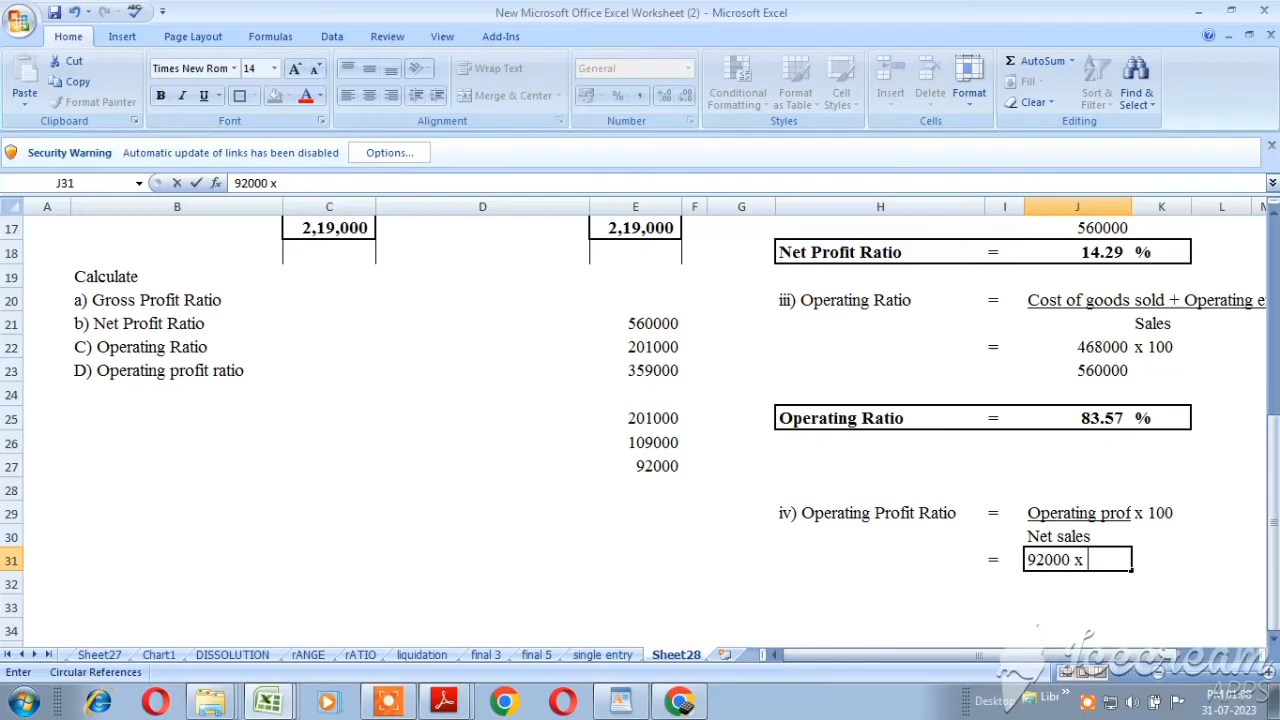 New Microsoft Office Excel Worksheet (2) - Microsoft Excel
Home Insert Page Layout Formulas Data Review View Add-Ins
Cut
Copy
Format Painter
Paste
Clipboard
Times New Rom 14
B I U
Font
Wrap Text
Merge & Center
Alignment
General
Number
Conditional Formatting
Format as Table
Cell Styles
Styles
Insert Delete Format
Cells
AutoSum
Fill
Clear
Sort & Filter
Find & Select
Editing
Security Warning Automatic update of links has been disabled Options...
J31 92000 x
A B C D E F G H I J K L M
17 2,19,000 2,19,000 560000
18 Net Profit Ratio = 14.29 %
19 Calculate
20 a) Gross Profit Ratio iii) Operating Ratio = Cost of goods sold + Operating e
21 b) Net Profit Ratio 560000 Sales
22 C) Operating Ratio 201000 = 468000 x 100
23 D) Operating profit ratio 359000 560000
24
25 201000 Operating Ratio = 83.57 %
26 109000
27 92000
28
29 iv) Operating Profit Ratio = Operating prof x 100
30 Net sales
31 = 92000 x
32
33
34
Sheet27 Chart1 DISSOLUTION rANGE rATIO liquidation final 3 final 5 single entry Sheet28
Enter Circular References
Icecream
APPS
Desktop Libr
31-07-2023